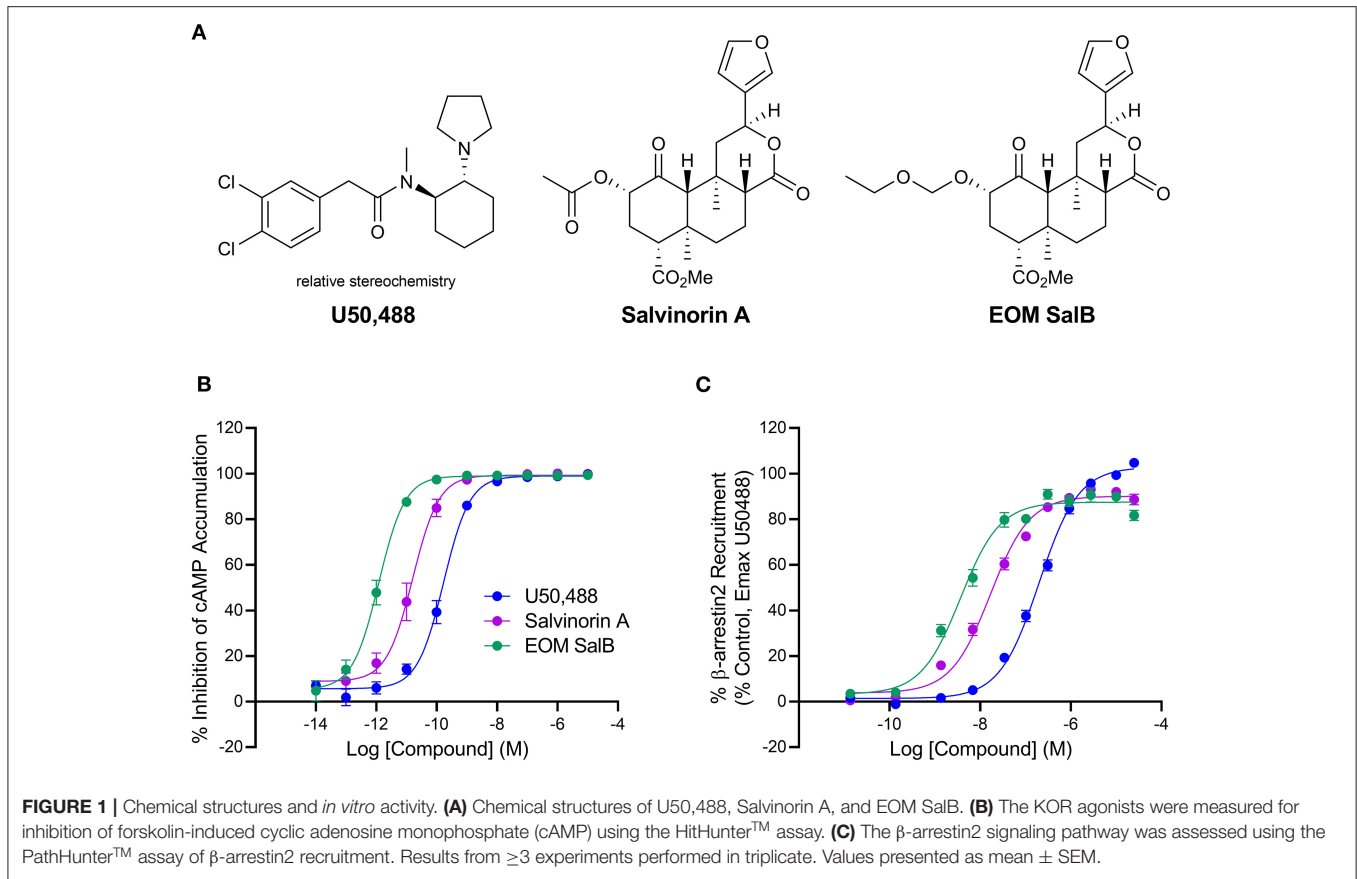 A
Cl
Cl
O
N
N
relative stereochemistry
U50,488
O
O
O
H
H
O
O
O
CO₂Me
Salvinorin A
O
O
O
O
H
H
O
O
CO₂Me
EOM SalB
B
% Inhibition of cAMP Accumulation
120
100
80
60
40
20
0
-20
-14 -12 -10 -8 -6 -4
Log [Compound] (M)
U50,488
Salvinorin A
EOM SalB
C
% β-arrestin2 Recruitment
(% Control, Emax U50488)
120
100
80
60
40
20
0
-20
-10 -8 -6 -4
Log [Compound] (M)
FIGURE 1 | Chemical structures and in vitro activity. (A) Chemical structures of U50,488, Salvinorin A, and EOM SalB. (B) The KOR agonists were measured for
inhibition of forskolin-induced cyclic adenosine monophosphate (cAMP) using the HitHunter™ assay. (C) The β-arrestin2 signaling pathway was assessed using the
PathHunter™ assay of β-arrestin2 recruitment. Results from ≥3 experiments performed in triplicate. Values presented as mean ± SEM.